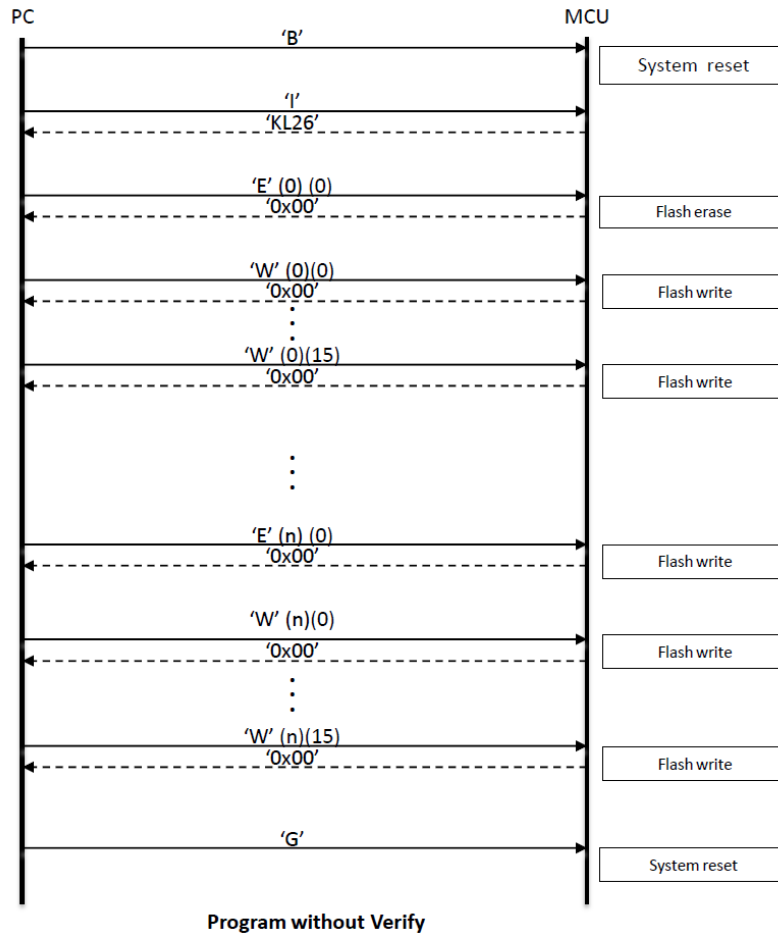 PC MCU
‘B’
System reset
‘I’
‘KL26’
‘E’ (0) (0)
‘0x00’
Flash erase
‘W’ (0)(0)
‘0x00’
Flash write
‘W’ (0)(15)
‘0x00’
Flash write
‘E’ (n) (0)
‘0x00’
Flash write
‘W’ (n)(0)
‘0x00’
Flash write
‘W’ (n)(15)
‘0x00’
Flash write
‘G’
System reset
Program without Verify